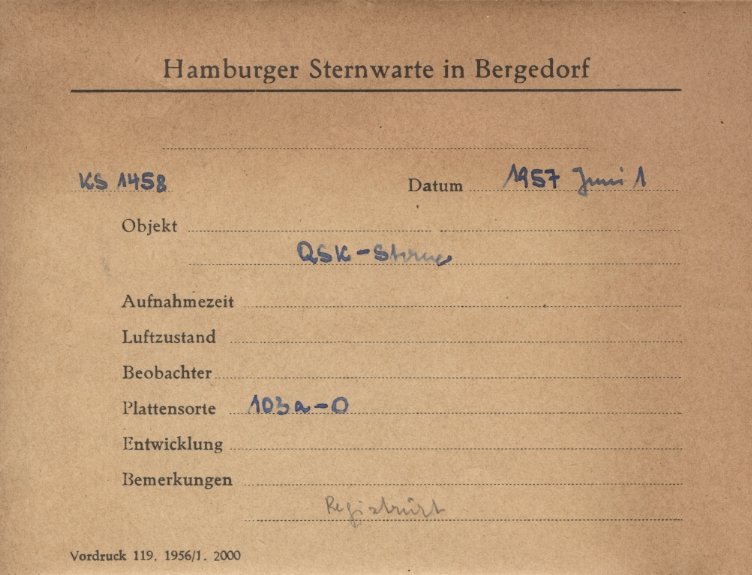 Hamburger Sternwarte in Bergedorf
KS 1458 Datum 1957 Juni 1
Objekt
QSK-Sterne
Aufnahmezeit
Luftzustand
Beobachter
Plattensorte 103a-O
Entwicklung
Bemerkungen
Registriert
Vordruck 119. 1956/1. 2000